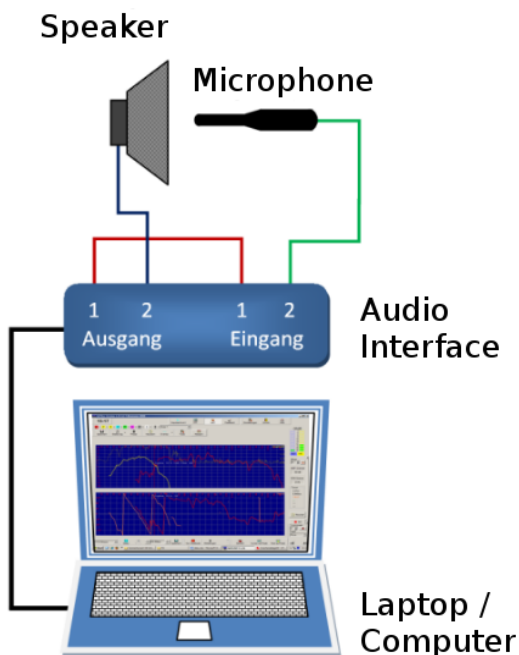 Speaker
Microphone
1 2 1 2
Ausgang Eingang
Audio
Interface
Laptop /
Computer